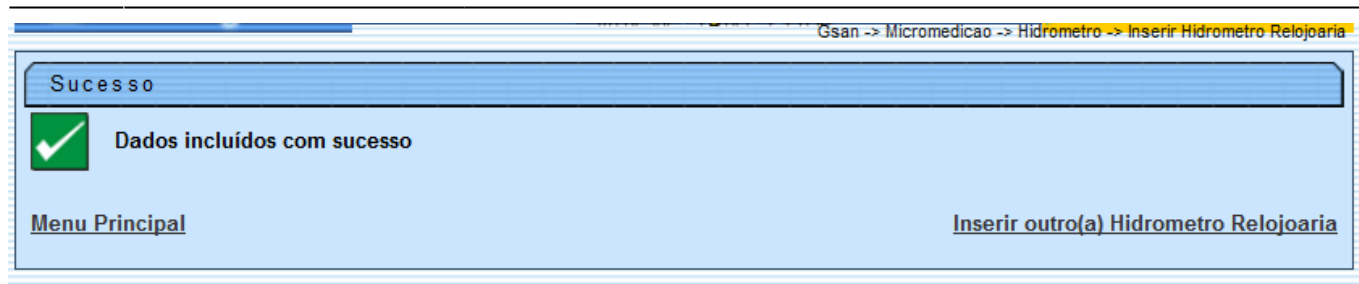 Gsan -> Micromedicao -> Hidrometro -> Inserir Hidrometro Relojoaria
Sucesso
Dados incluídos com sucesso
Menu Principal
Inserir outro(a) Hidrometro Relojoaria